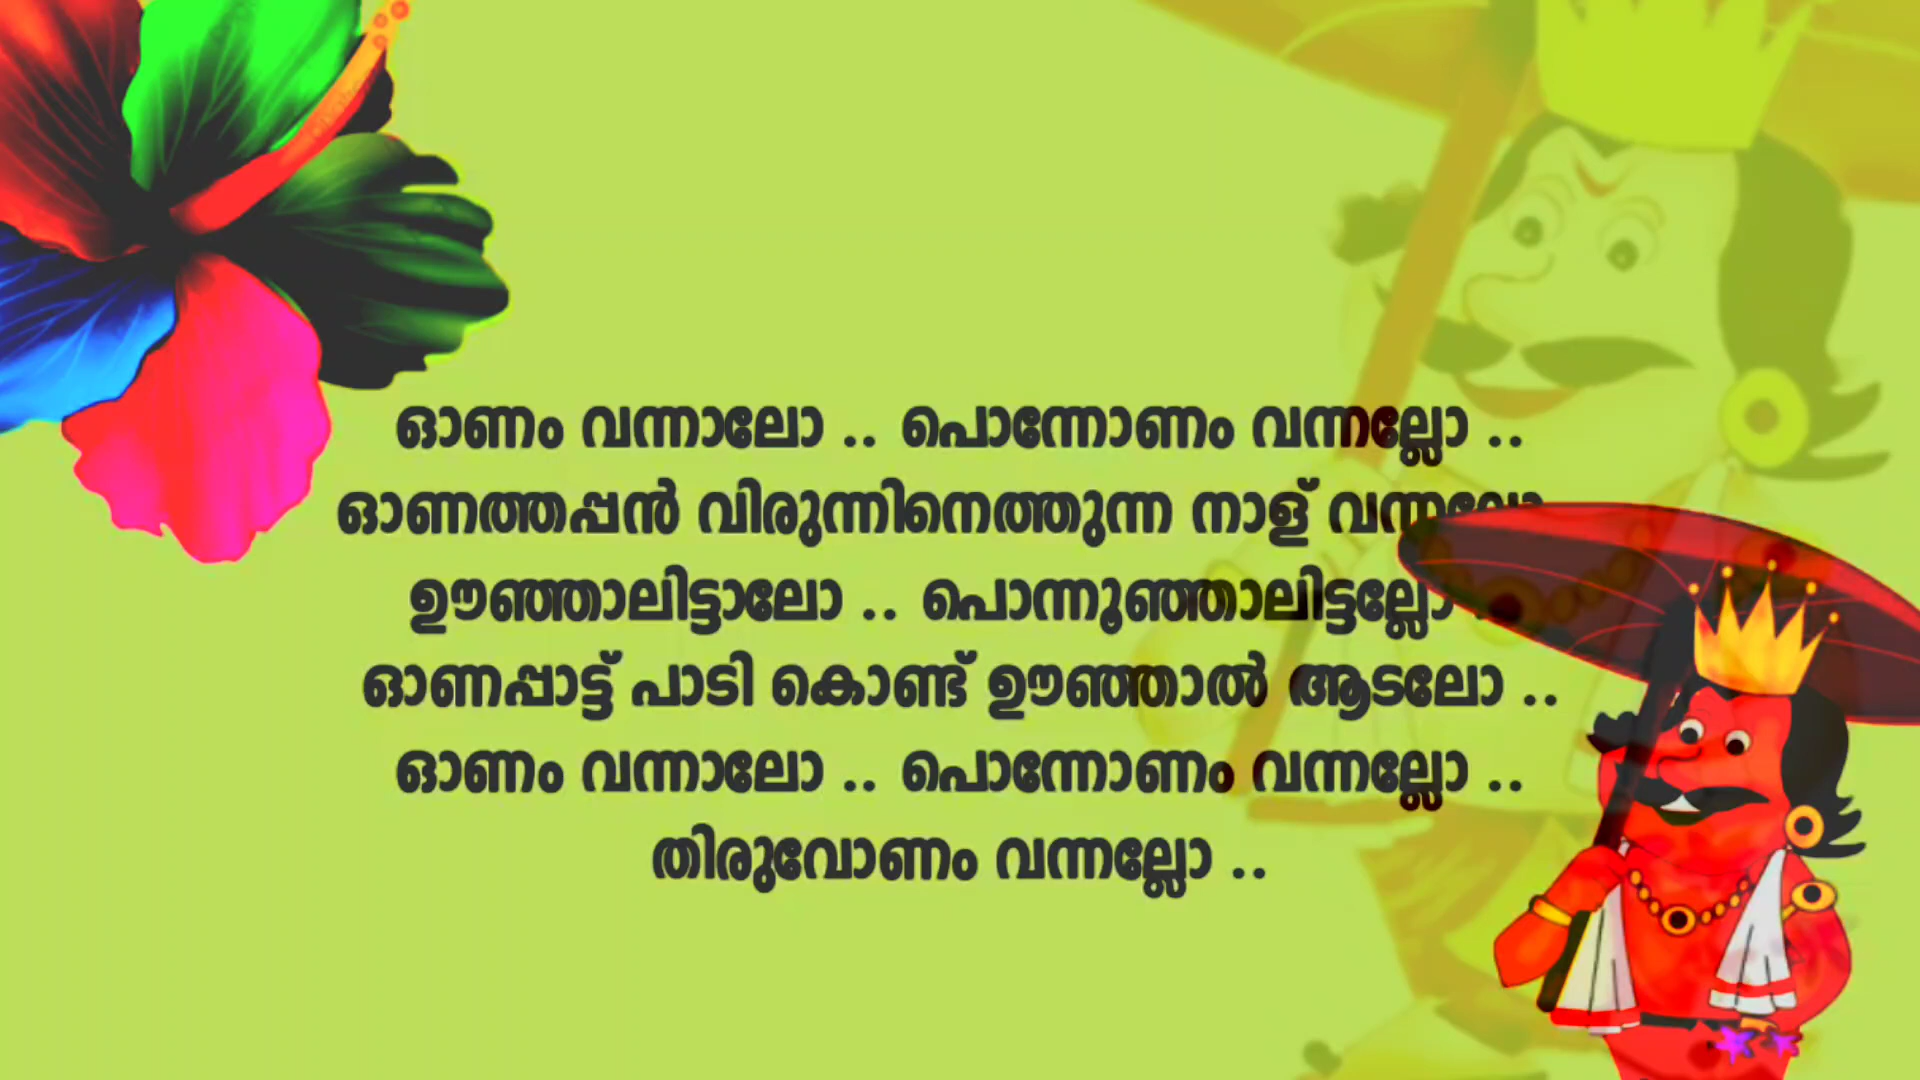 ഓണം വന്നാലോ .. പൊന്നോണം വന്നല്ലോ ..
ഓണത്തപ്പൻ വിരുന്നിനെത്തുന്ന നാള് വന്നലോ
ഊഞ്ഞാലിട്ടാലോ .. പൊന്നൂഞ്ഞാലിട്ടല്ലോ ..
ഓണപ്പാട്ട് പാടി കൊണ്ട് ഊഞ്ഞാൽ ആടലോ ..
ഓണം വന്നാലോ .. പൊന്നോണം വന്നല്ലോ ..
തിരുവോണം വന്നല്ലോ ..